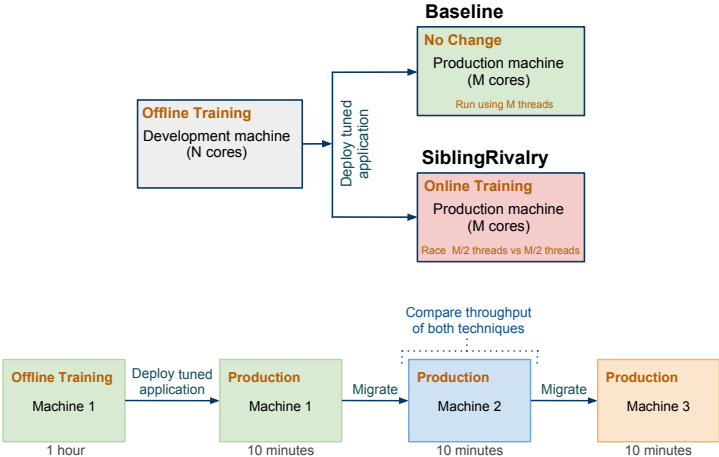 Baseline
No Change
Production machine
(M cores)
Run using M threads
Offline Training
Development machine
(N cores)
Deploy tuned
application
SiblingRivalry
Online Training
Production machine
(M cores)
Race M/2 threads vs M/2 threads
Compare throughput
of both techniques
Offline Training
Machine 1
1 hour
Deploy tuned
application
Production
Machine 1
10 minutes
Migrate
Production
Machine 2
10 minutes
Migrate
Production
Machine 3
10 minutes